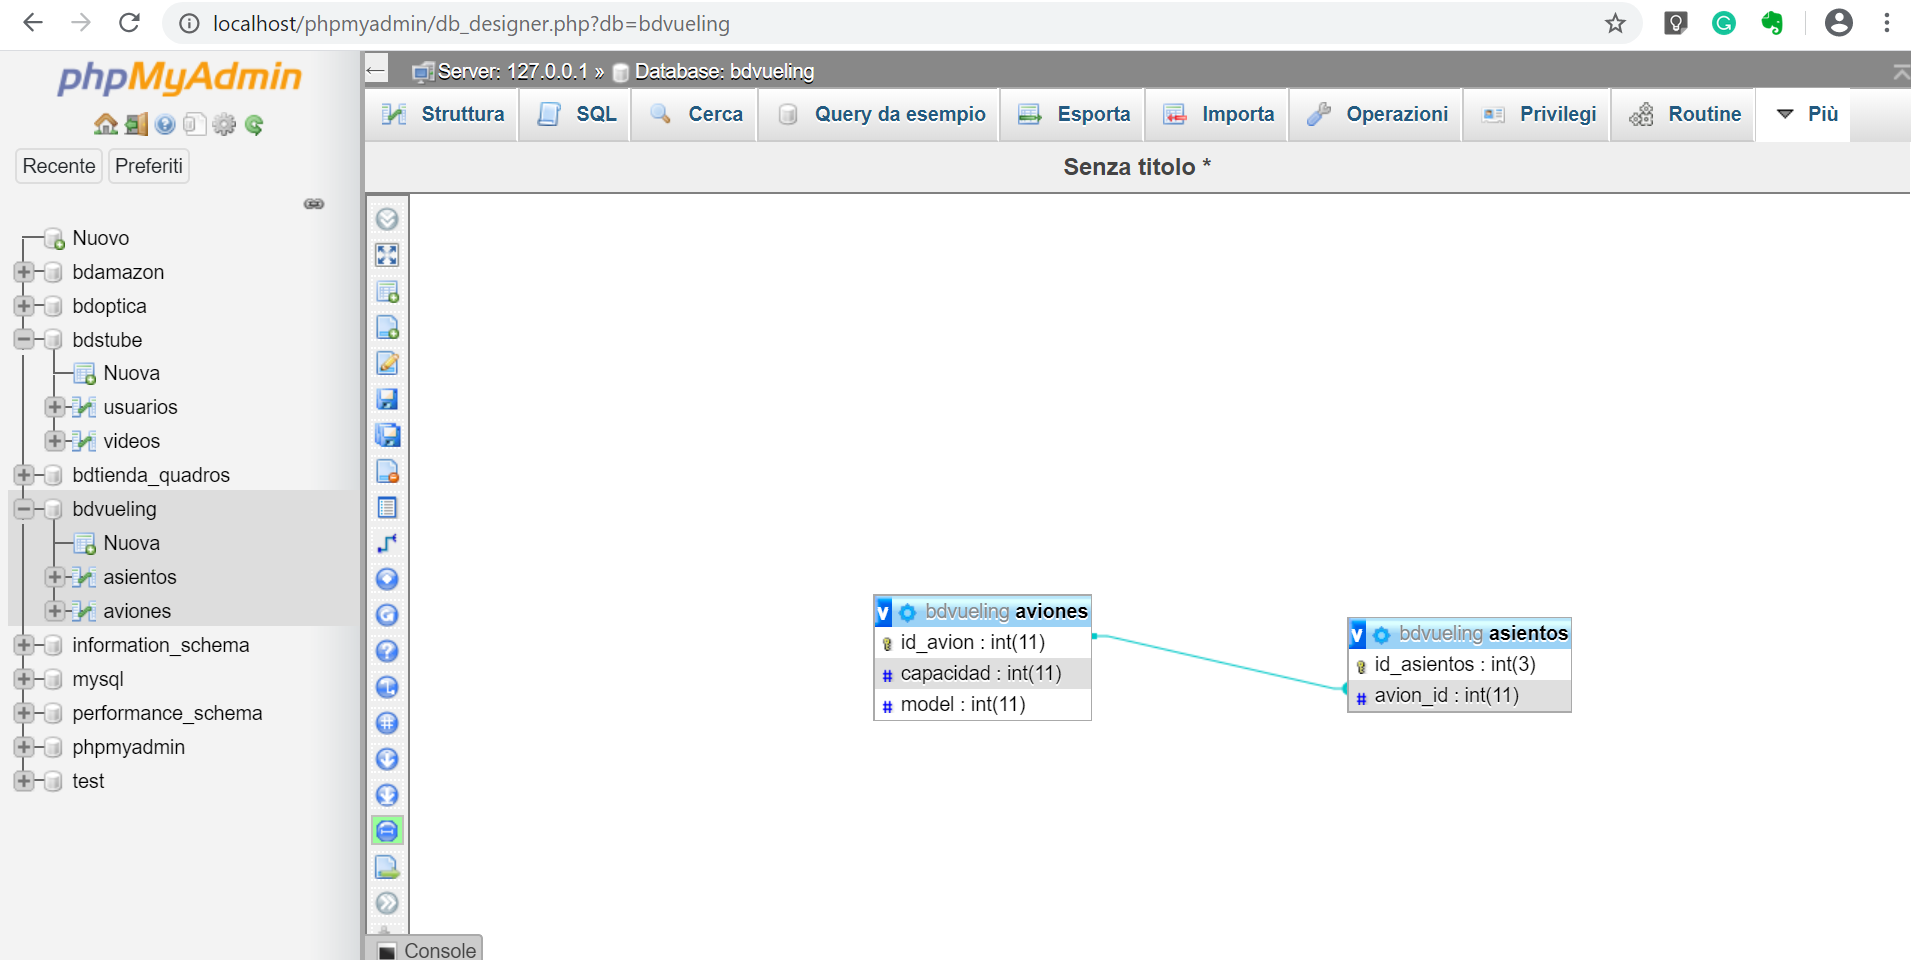 localhost/phpmyadmin/db_designer.php?db=bdvueling
phpMyAdmin
Recente Preferiti
Nuovo
bdamazon
bdoptica
bdstube
Nuova
usuarios
videos
bdtienda_quadros
bdvueling
Nuova
asientos
aviones
information_schema
mysql
performance_schema
phpmyadmin
test
Server: 127.0.0.1 » Database: bdvueling
Struttura SQL Cerca Query da esempio Esporta Importa Operazioni Privilegi Routine Più
Senza titolo *
v bdvueling aviones
id_avion : int(11)
# capacidad : int(11)
# model : int(11)
v bdvueling asientos
id_asientos : int(3)
# avion_id : int(11)
Console